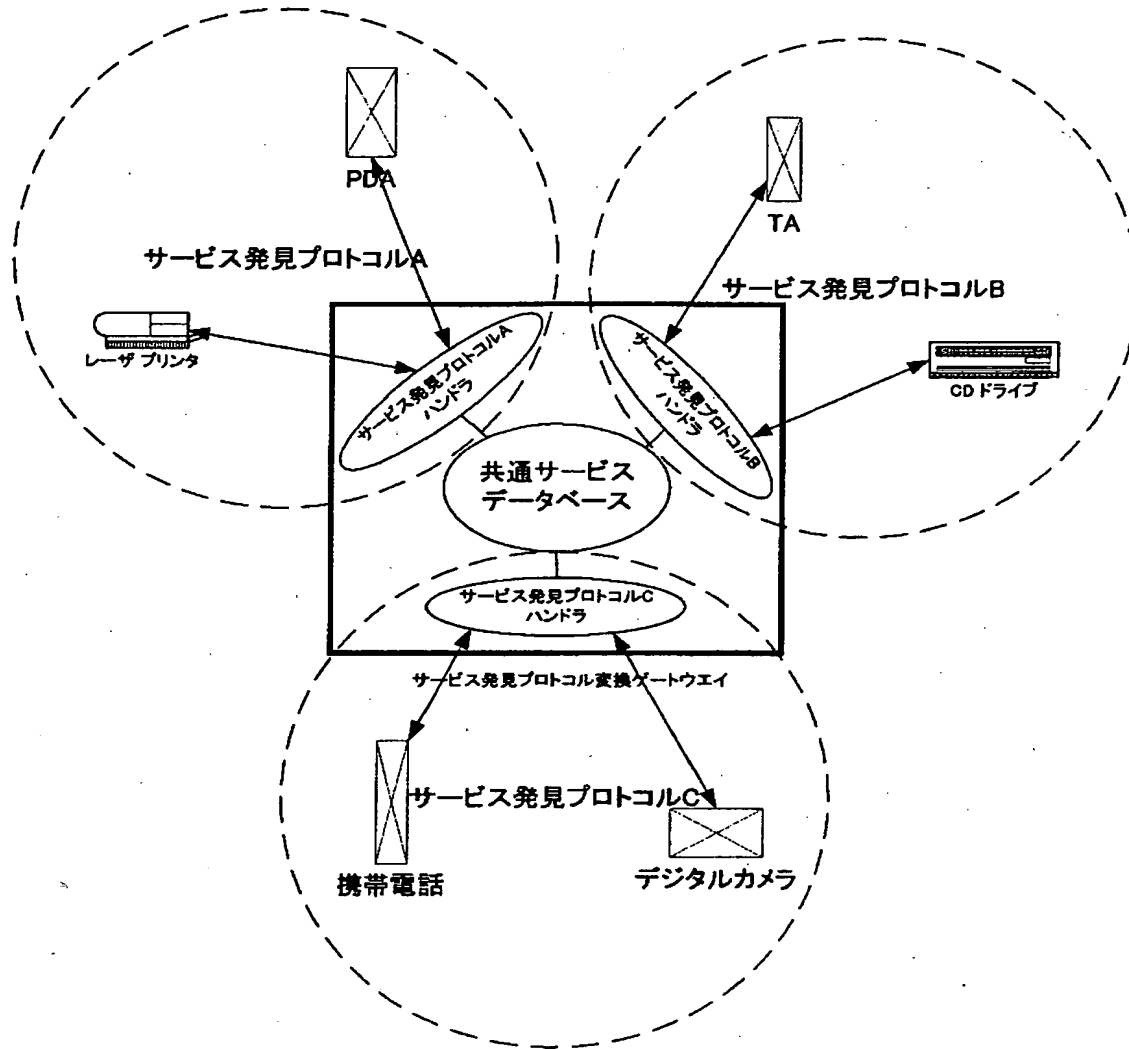 PDA
TA
サービス発見プロトコルA
サービス発見プロトコルB
レーザ プリンタ
サービス発見プロトコルA
ハンドラ
サービス発見プロトコルB
ハンドラ
CDドライブ
共通サービス
データベース
サービス発見プロトコルC
ハンドラ
サービス発見プロトコル変換ゲートウエイ
サービス発見プロトコルC
携帯電話
デジタルカメラ